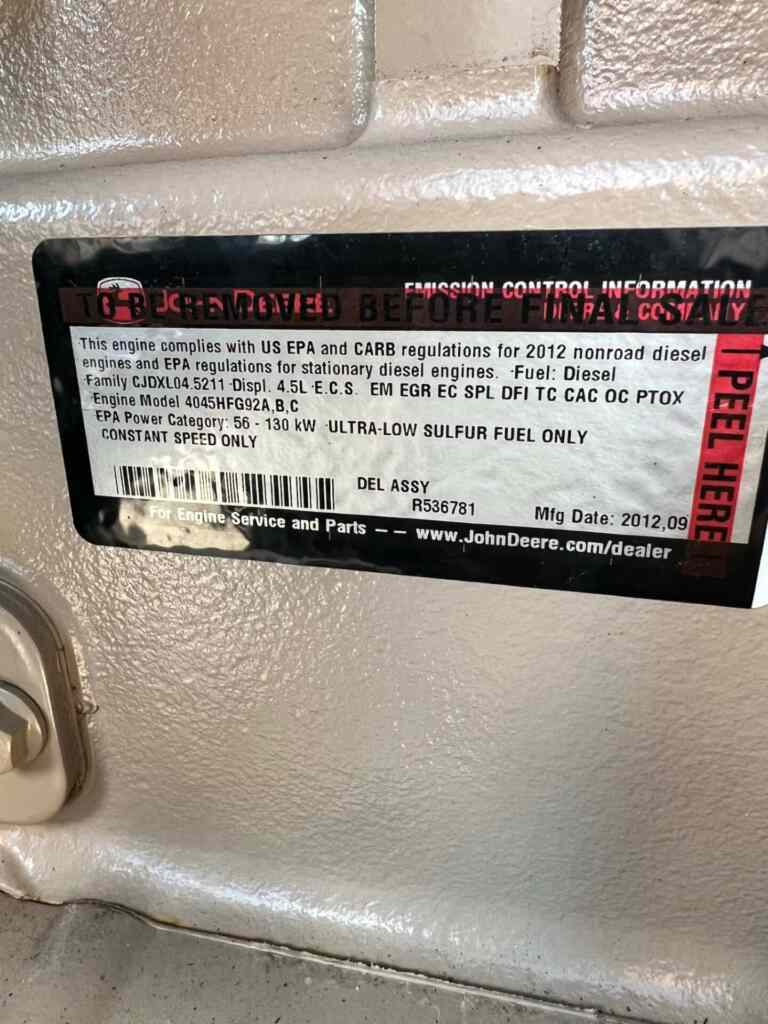 JOHN DEERE
EMISSION CONTROL INFORMATION
DEERE & COMPANY
TO BE REMOVED BEFORE FINAL SALE
This engine complies with US EPA and CARB regulations for 2012 nonroad diesel
engines and EPA regulations for stationary diesel engines. ·Fuel: Diesel
·Family CJDXL04.5211 ·Displ. 4.5L ·E.C.S. EM EGR EC SPL DFI TC CAC OC PTOX
·Engine Model 4045HFG92A,B,C
EPA Power Category: 56 - 130 kW ·ULTRA-LOW SULFUR FUEL ONLY
CONSTANT SPEED ONLY
DEL ASSY
R536781
Mfg Date: 2012,09
For Engine Service and Parts -- www.JohnDeere.com/dealer
PEEL HERE